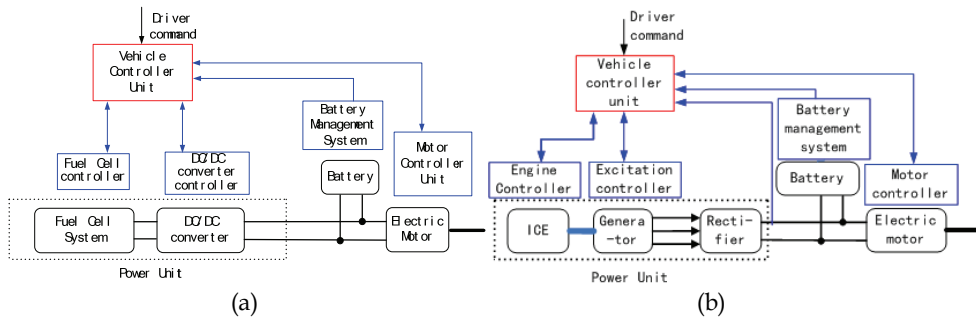 Driver
command
Vehicle
Controller
Unit
Battery
Management
System
Fuel Cell
controller
DC/DC
converter
controller
Motor
Controller
Unit
Battery
Fuel Cell
System
DC/DC
converter
Electric
Motor
Power Unit
(a)
Driver
command
Vehicle
controller
unit
Battery
management
system
Engine
Controller
Excitation
controller
Motor
controller
Battery
ICE
Genera
-tor
Recti-
fier
Electric
motor
Power Unit
(b)